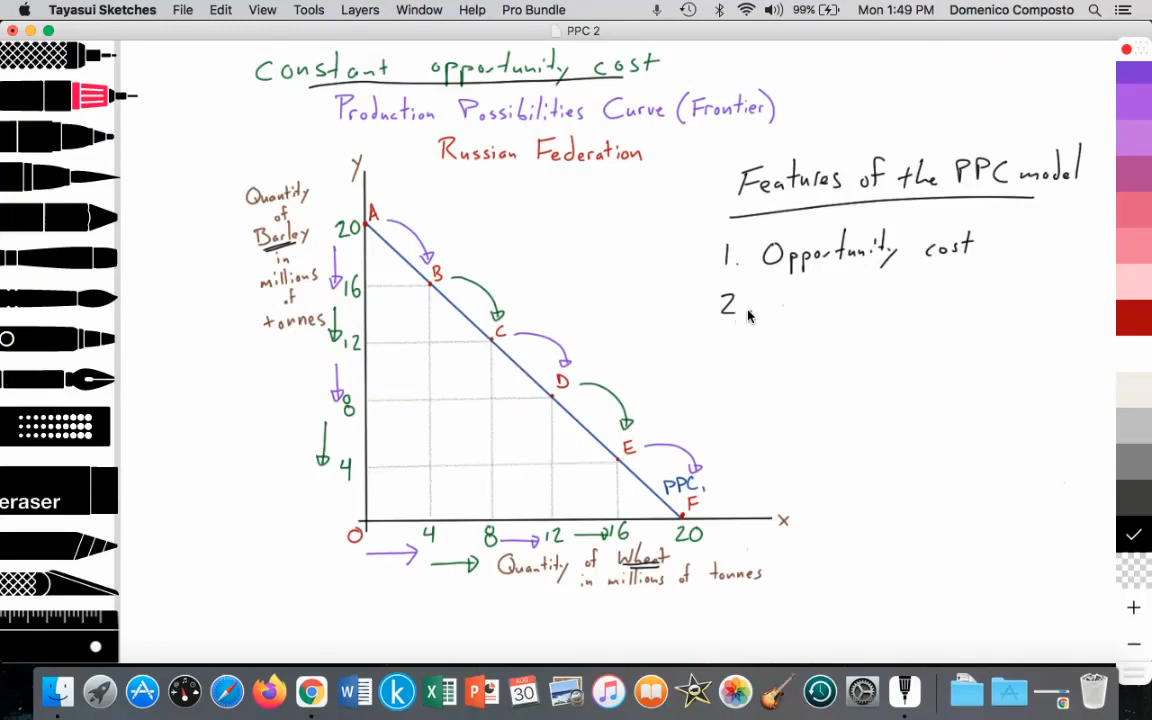 Tayasui Sketches File Edit View Tools Layers Window Help Pro Bundle 99% Mon 1:49 PM Domenico Composto
PPC 2
Constant opportunity cost
Production Possibilities Curve (Frontier)
Russian Federation
Features of the PPC model
1. Opportunity cost
2
y
Quantity
of
Barley
in
millions
of
tonnes
A
20
B
16
C
12
D
8
E
4
PPC₁
F
0 4 8 12 16 20 x
Quantity of Wheat
in millions of tonnes
eraser
AUG
30